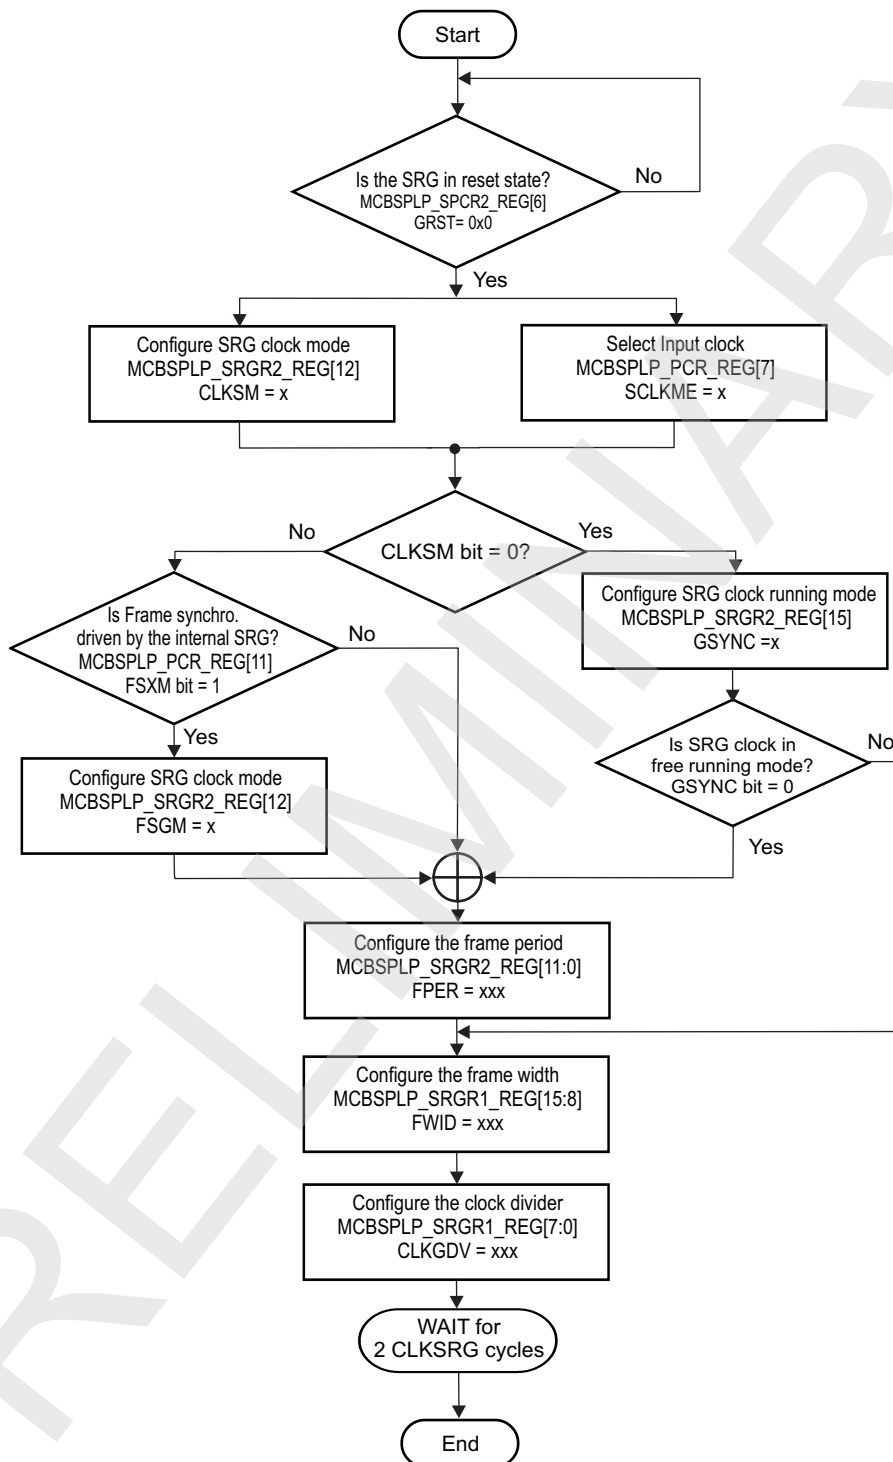 Start
No
Is the SRG in reset state?
MCBSPLP_SPCR2_REG[6]
GRST= 0x0
Yes
Configure SRG clock mode
MCBSPLP_SRGR2_REG[12]
CLKSM = x
Select Input clock
MCBSPLP_PCR_REG[7]
SCLKME = x
No
Yes
CLKSM bit = 0?
Is Frame synchro.
driven by the internal SRG?
MCBSPLP_PCR_REG[11]
FSXM bit = 1
No
Configure SRG clock running mode
MCBSPLP_SRGR2_REG[15]
GSYNC =x
Yes
Is SRG clock in
free running mode?
GSYNC bit = 0
No
Configure SRG clock mode
MCBSPLP_SRGR2_REG[12]
FSGM = x
Yes
Configure the frame period
MCBSPLP_SRGR2_REG[11:0]
FPER = xxx
Configure the frame width
MCBSPLP_SRGR1_REG[15:8]
FWID = xxx
Configure the clock divider
MCBSPLP_SRGR1_REG[7:0]
CLKGDV = xxx
WAIT for
2 CLKSRG cycles
End
RELIMINAR